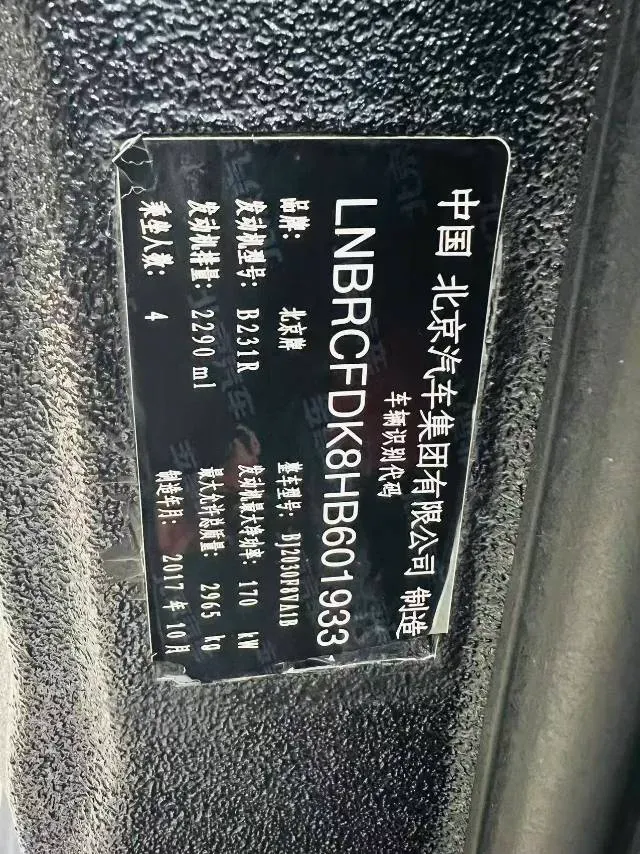 中国 北京汽车集团有限公司 制造
车辆识别代码
LNBRCFDK8HB601933
品牌: 北京牌 整车型号: BJ2030F8VA1B
发动机型号: B231R 发动机最大净功率: 170 kW
发动机排量: 2290 ml 最大允许总质量: 2965 kg
乘坐人数: 4 制造年月: 2017 年 10 月